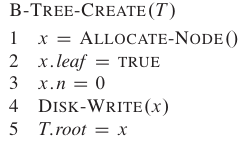 B-TREE-CREATE(T)
1 x = ALLOCATE-NODE()
2 x.leaf = TRUE
3 x.n = 0
4 DISK-WRITE(x)
5 T.root = x